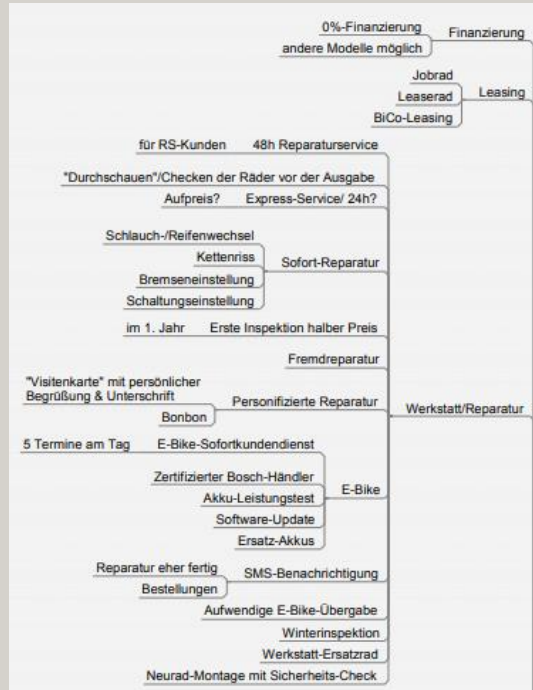 0%-Finanzierung
andere Modelle möglich
Finanzierung
Jobrad
Leaserad
BiCo-Leasing
Leasing
für RS-Kunden 48h Reparaturservice
"Durchschauen"/Checken der Räder vor der Ausgabe
Aufpreis? Express-Service/ 24h?
Schlauch-/Reifenwechsel
Kettenriss
Bremseneinstellung
Schaltungseinstellung
Sofort-Reparatur
im 1. Jahr Erste Inspektion halber Preis
Fremdreparatur
"Visitenkarte" mit persönlicher
Begrüßung & Unterschrift
Bonbon
Personifizierte Reparatur
Werkstatt/Reparatur
5 Termine am Tag E-Bike-Sofortkundendienst
Zertifizierter Bosch-Händler
Akku-Leistungstest
Software-Update
Ersatz-Akkus
E-Bike
Reparatur eher fertig
Bestellungen
SMS-Benachrichtigung
Aufwendige E-Bike-Übergabe
Winterinspektion
Werkstatt-Ersatzrad
Neurad-Montage mit Sicherheits-Check